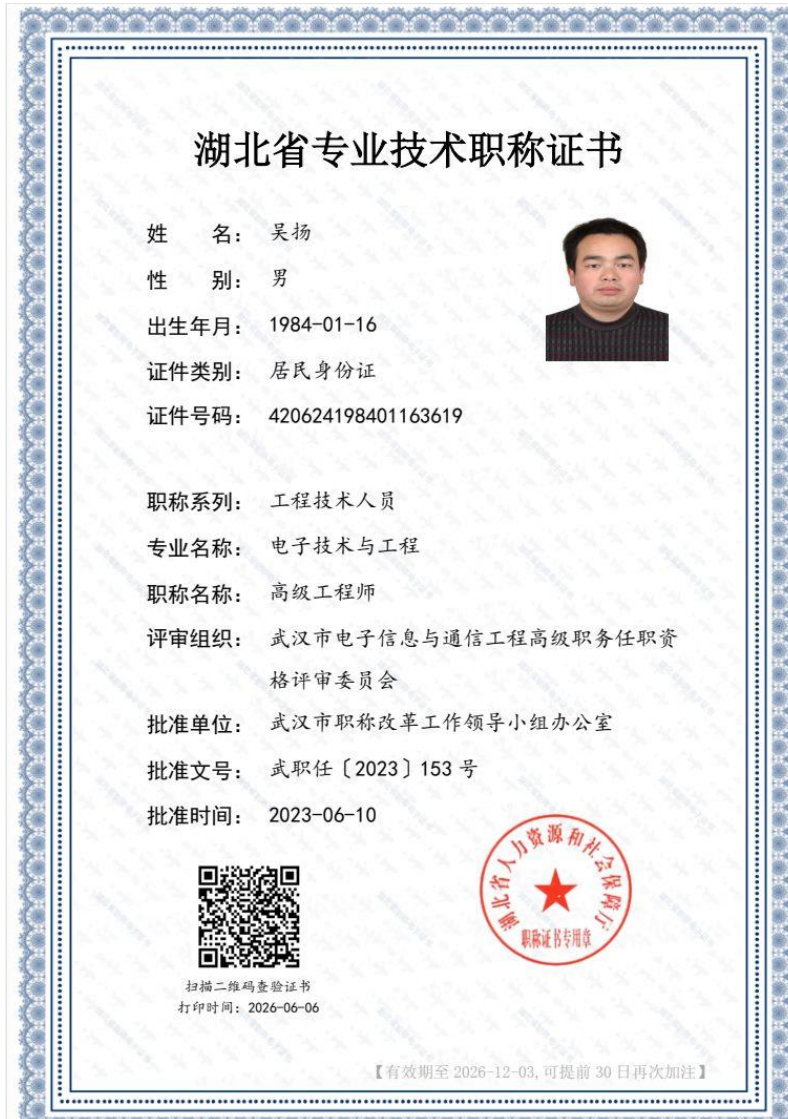 湖北省专业技术职称证书
姓 名： 吴扬
性 别： 男
出生年月： 1984-01-16
证件类别： 居民身份证
证件号码： 420624198401163619
职称系列： 工程技术人员
专业名称： 电子技术与工程
职称名称： 高级工程师
评审组织： 武汉市电子信息与通信工程高级职务任职资
格评审委员会
批准单位： 武汉市职称改革工作领导小组办公室
批准文号： 武职任〔2023〕153 号
批准时间： 2023-06-10
湖北省人力资源和社会保障厅
职称证书专用章
扫描二维码查验证书
打印时间：2026-06-06
【有效期至 2026-12-03,可提前 30 日再次加注】